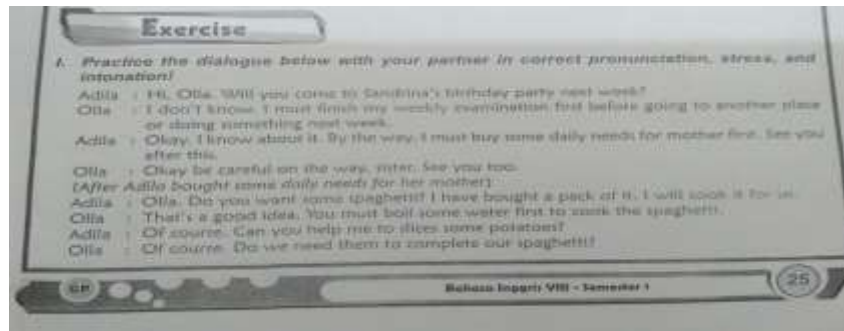 Exercise
I. Practice the dialogue below with your partner in correct pronunciation, stress, and
intonation!
Adila : Hi, Olla. Will you come to Sandrina's birthday party next week?
Olla : I don't know. I must finish my weekly examination first before going to another place
or doing something next week.
Adila : Okay. I know about it. By the way, I must buy some daily needs for mother first. See you
after this.
Olla : Okay be careful on the way, sister. See you too.
(After Adila bought some daily needs for her mother)
Adila : Olla. Do you want some spaghetti? I have bought a pack of it. I will cook it for us.
Olla : That's a good idea. You must boil some water first to cook the spaghetti.
Adila : Of course. Can you help me to dices some potatoes?
Olla : Of course. Do we need them to complete our spaghetti?
GP
Bahasa Inggris VIII - Semester 1
25